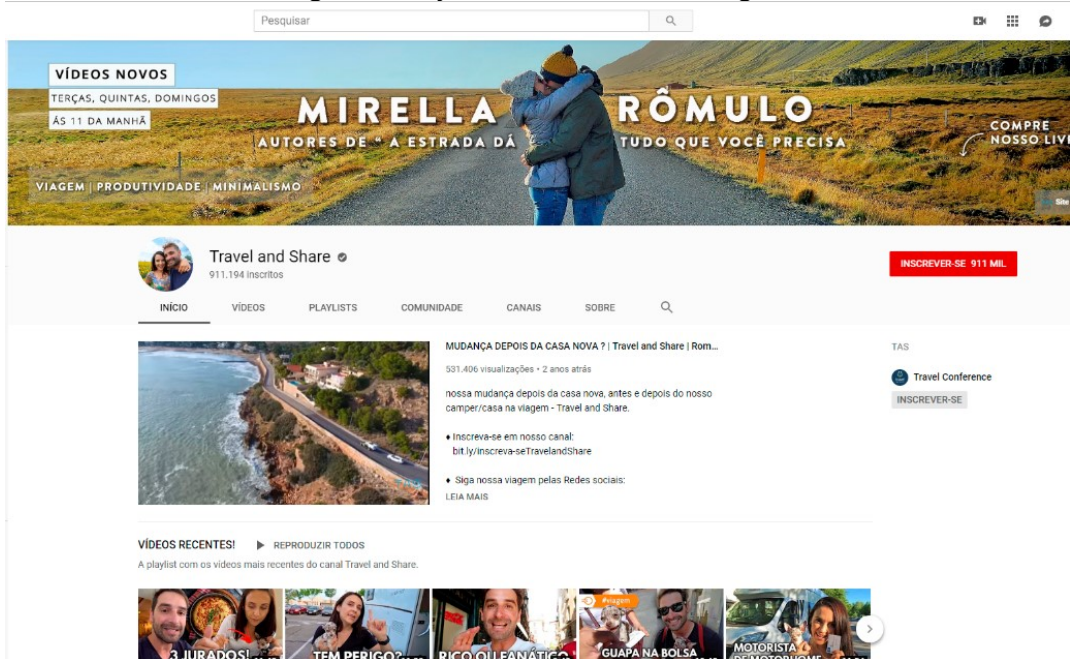 Pesquisar
VÍDEOS NOVOS
TERÇAS, QUINTAS, DOMINGOS
ÁS 11 DA MANHÃ
MIRELLA RÔMULO
AUTORES DE " A ESTRADA DÁ TUDO QUE VOCÊ PRECISA
COMPRE
NOSSO LIV
VIAGEM | PRODUTIVIDADE | MINIMALISMO
Site
Travel and Share
911.194 inscritos
INSCREVER-SE 911 MIL
INÍCIO VÍDEOS PLAYLISTS COMUNIDADE CANAIS SOBRE
MUDANÇA DEPOIS DA CASA NOVA ? | Travel and Share | Rom...
531.406 visualizações • 2 anos atrás
nossa mudança depois da casa nova, antes e depois do nosso
camper/casa na viagem - Travel and Share.
♦ Inscreva-se em nosso canal:
bit.ly/inscreva-seTravelandShare
♦ Siga nossa viagem pelas Redes sociais:
LEIA MAIS
TAS
Travel Conference
INSCREVER-SE
VÍDEOS RECENTES! REPRODUZIR TODOS
A playlist com os vídeos mais recentes do canal Travel and Share.
3 JURADOS!
TEM PERIGO?
RICO OU FANÁTICO
#viagem
GUAPA NA BOLSA
MOTORISTA
DE MOTORHOME